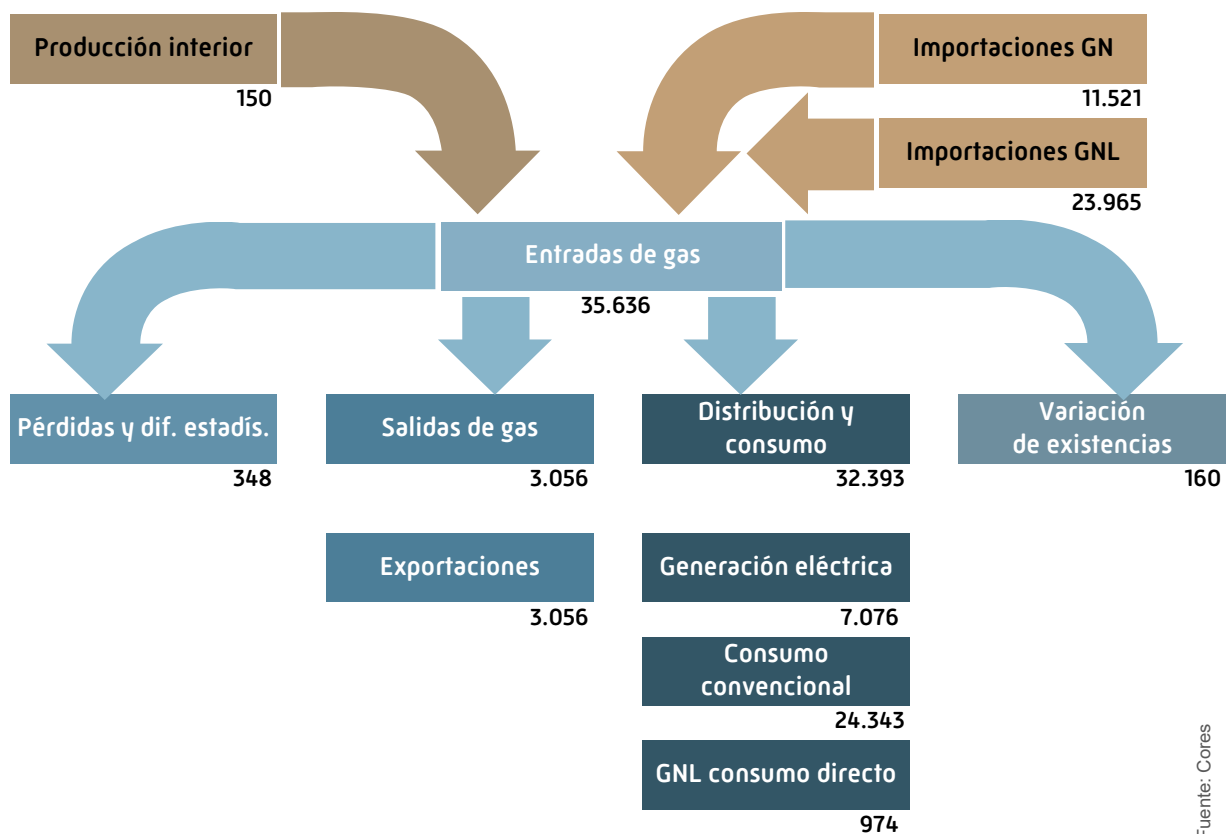 Producción interior
150
Importaciones GN
11.521
Importaciones GNL
23.965
Entradas de gas
35.636
Pérdidas y dif. estadís.
348
Salidas de gas
3.056
Distribución y
consumo
32.393
Variación
de existencias
160
Exportaciones
3.056
Generación eléctrica
7.076
Consumo
convencional
24.343
GNL consumo directo
974
Fuente: Cores